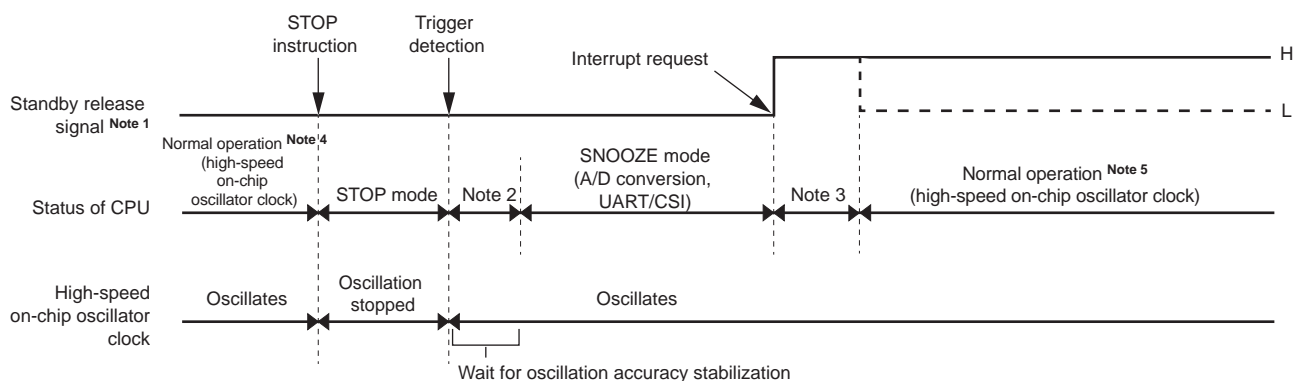 STOP
instruction
Trigger
detection
Interrupt request
H
Standby release
signal Note 1
L
Normal operation Note 4
(high-speed
on-chip
oscillator clock)
SNOOZE mode
(A/D conversion,
UART/CSI)
Normal operation Note 5
(high-speed on-chip oscillator clock)
Status of CPU
STOP mode
Note 2
Note 3
High-speed
on-chip oscillator
clock
Oscillates
Oscillation
stopped
Oscillates
Wait for oscillation accuracy stabilization